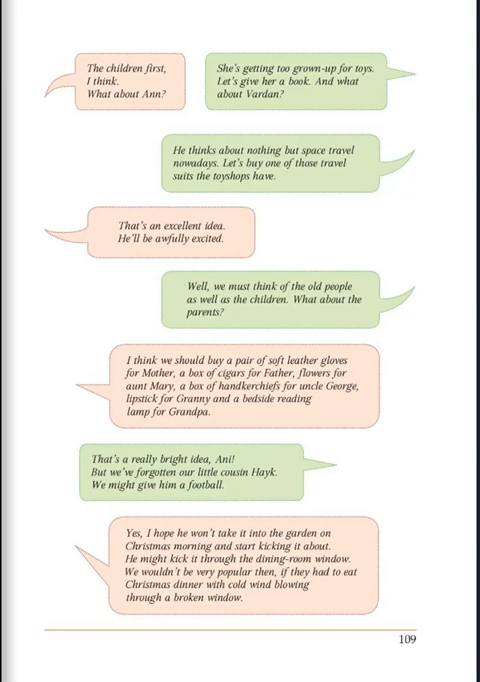 The children first,
I think.
What about Ann?
She's getting too grown-up for toys.
Let's give her a book. And what
about Vardan?
He thinks about nothing but space travel
nowadays. Let's buy one of those travel
suits the toyshops have.
That's an excellent idea.
He'll be awfully excited.
Well, we must think of the old people
as well as the children. What about the
parents?
I think we should buy a pair of soft leather gloves
for Mother, a box of cigars for Father, flowers for
aunt Mary, a box of handkerchiefs for uncle George,
lipstick for Granny and a bedside reading
lamp for Grandpa.
That's a really bright idea, Ani!
But we've forgotten our little cousin Hayk.
We might give him a football.
Yes, I hope he won't take it into the garden on
Christmas morning and start kicking it about.
He might kick it through the dining-room window.
We wouldn't be very popular then, if they had to eat
Christmas dinner with cold wind blowing
through a broken window.
109